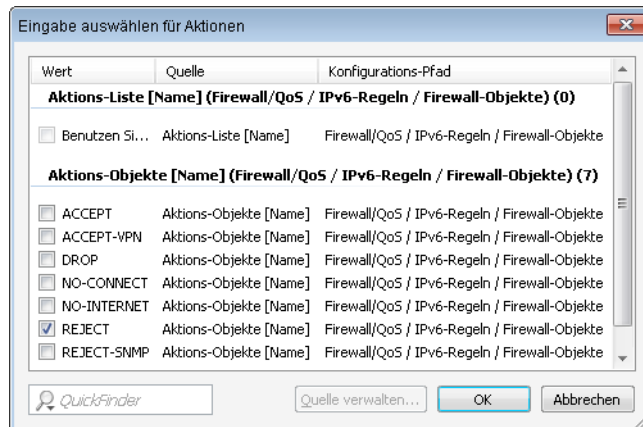 Eingabe auswählen für Aktionen
Wert Quelle Konfigurations-Pfad
Aktions-Liste [Name] (Firewall/QoS / IPv6-Regeln / Firewall-Objekte) (0)
Benutzen Si... Aktions-Liste [Name] Firewall/QoS / IPv6-Regeln / Firewall-Objekte
Aktions-Objekte [Name] (Firewall/QoS / IPv6-Regeln / Firewall-Objekte) (7)
ACCEPT Aktions-Objekte [Name] Firewall/QoS / IPv6-Regeln / Firewall-Objekte
ACCEPT-VPN Aktions-Objekte [Name] Firewall/QoS / IPv6-Regeln / Firewall-Objekte
DROP Aktions-Objekte [Name] Firewall/QoS / IPv6-Regeln / Firewall-Objekte
NO-CONNECT Aktions-Objekte [Name] Firewall/QoS / IPv6-Regeln / Firewall-Objekte
NO-INTERNET Aktions-Objekte [Name] Firewall/QoS / IPv6-Regeln / Firewall-Objekte
REJECT Aktions-Objekte [Name] Firewall/QoS / IPv6-Regeln / Firewall-Objekte
REJECT-SNMP Aktions-Objekte [Name] Firewall/QoS / IPv6-Regeln / Firewall-Objekte
QuickFinder Quelle verwalten... OK Abbrechen